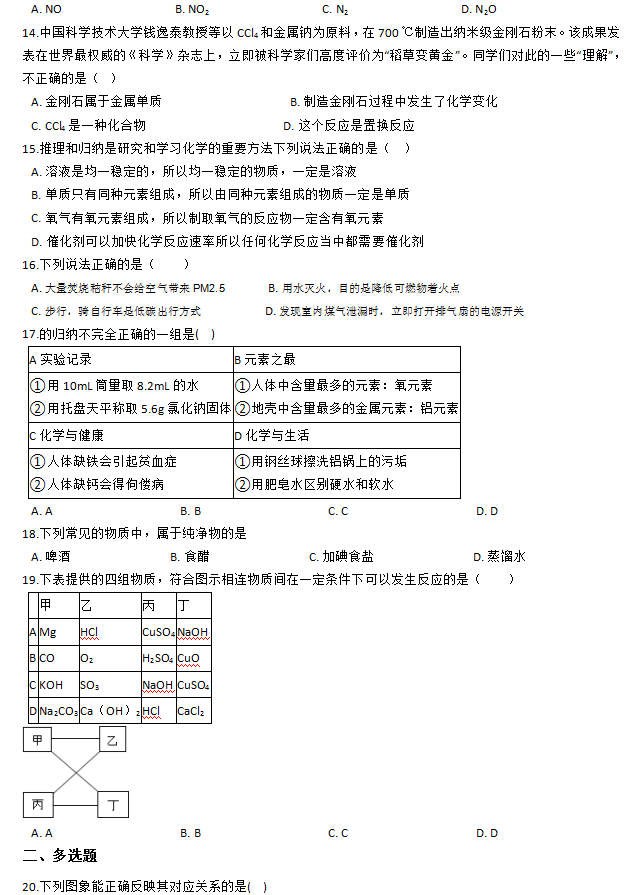 A. NO B. NO₂ C. N₂ D. N₂O
14.中国科学技术大学钱逸泰教授等以 CCl₄ 和金属钠为原料，在 700 ℃制造出纳米级金刚石粉末。该成果发
表在世界最权威的《科学》杂志上，立即被科学家们高度评价为“稻草变黄金”。同学们对此的一些“理解”，
不正确的是（ ）
A. 金刚石属于金属单质 B. 制造金刚石过程中发生了化学变化
C. CCl₄ 是一种化合物 D. 这个反应是置换反应
15.推理和归纳是研究和学习化学的重要方法下列说法正确的是（ ）
A. 溶液是均一稳定的，所以均一稳定的物质，一定是溶液
B. 单质只有同种元素组成，所以由同种元素组成的物质一定是单质
C. 氧气有氧元素组成，所以制取氧气的反应物一定含有氧元素
D. 催化剂可以加快化学反应速率所以任何化学反应当中都需要催化剂
16.下列说法正确的是（ ）
A. 大量焚烧秸秆不会给空气带来 PM2.5 B. 用水灭火，目的是降低可燃物着火点
C. 步行，骑自行车是低碳出行方式 D. 发现室内煤气泄漏时，立即打开排气扇的电源开关
17.的归纳不完全正确的一组是( )
A 实验记录 B 元素之最
①用 10mL 筒量取 8.2mL 的水 ①人体中含量最多的元素：氧元素
②用托盘天平称取 5.6g 氯化钠固体 ②地壳中含量最多的金属元素：铝元素
C 化学与健康 D 化学与生活
①人体缺铁会引起贫血症 ①用钢丝球擦洗铝锅上的污垢
②人体缺钙会得佝偻病 ②用肥皂水区别硬水和软水
A. A B. B C. C D. D
18.下列常见的物质中，属于纯净物的是
A. 啤酒 B. 食醋 C. 加碘食盐 D. 蒸馏水
19.下表提供的四组物质，符合图示相连物质间在一定条件下可以发生反应的是（ ）
甲 乙 丙 丁
A Mg HCl CuSO₄ NaOH
B CO O₂ H₂SO₄ CuO
C KOH SO₃ NaOH CuSO₄
D Na₂CO₃ Ca（OH）₂ HCl CaCl₂
甲 乙
丙 丁
A. A B. B C. C D. D
二、多选题
20.下列图象能正确反映其对应关系的是( )